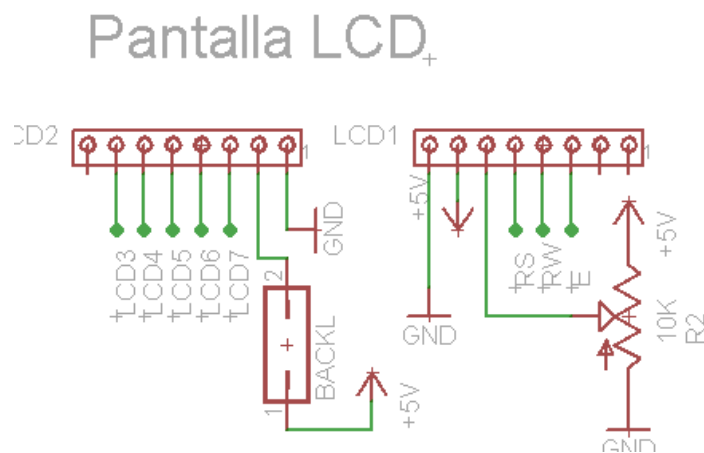 Pantalla LCD
CD2
1
LCD1
1
LCD3
LCD4
LCD5
LCD6
LCD7
GND
2
BACKL
1
+5V
+5V
GND
RS
RW
E
+5V
10K
R2
GND